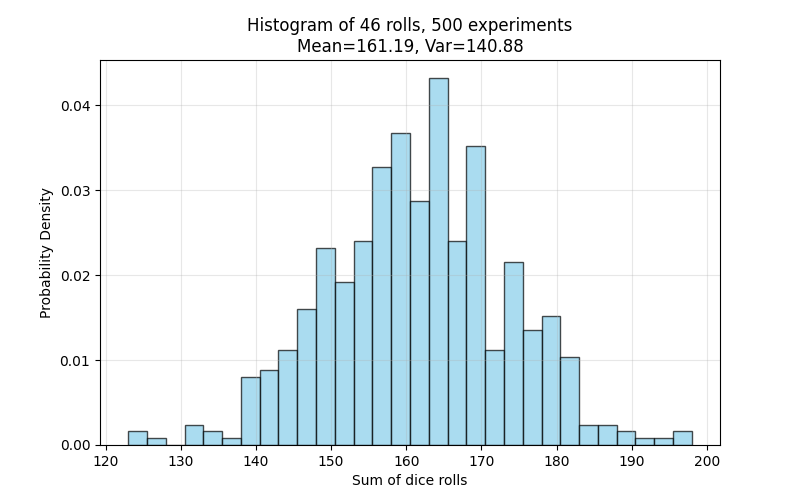 Histogram of 46 rolls, 500 experiments
Mean=161.19, Var=140.88
0.04
0.03
0.02
0.01
0.00
Probability Density
120 130 140 150 160 170 180 190 200
Sum of dice rolls